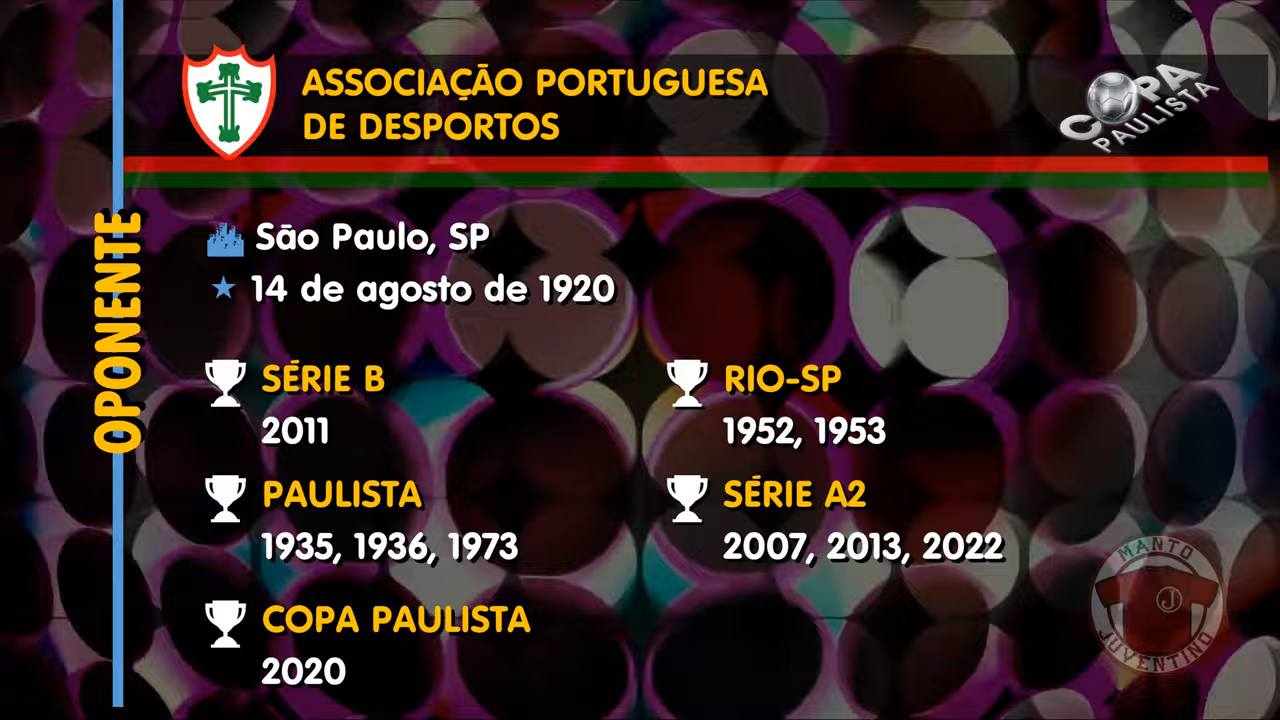 ASSOCIAÇÃO PORTUGUESA
DE DESPORTOS
COPA
PAULISTA
OPONENTE
São Paulo, SP
14 de agosto de 1920
SÉRIE B
2011
RIO-SP
1952, 1953
PAULISTA
1935, 1936, 1973
SÉRIE A2
2007, 2013, 2022
COPA PAULISTA
2020
MANTO
J
JUVENTINO